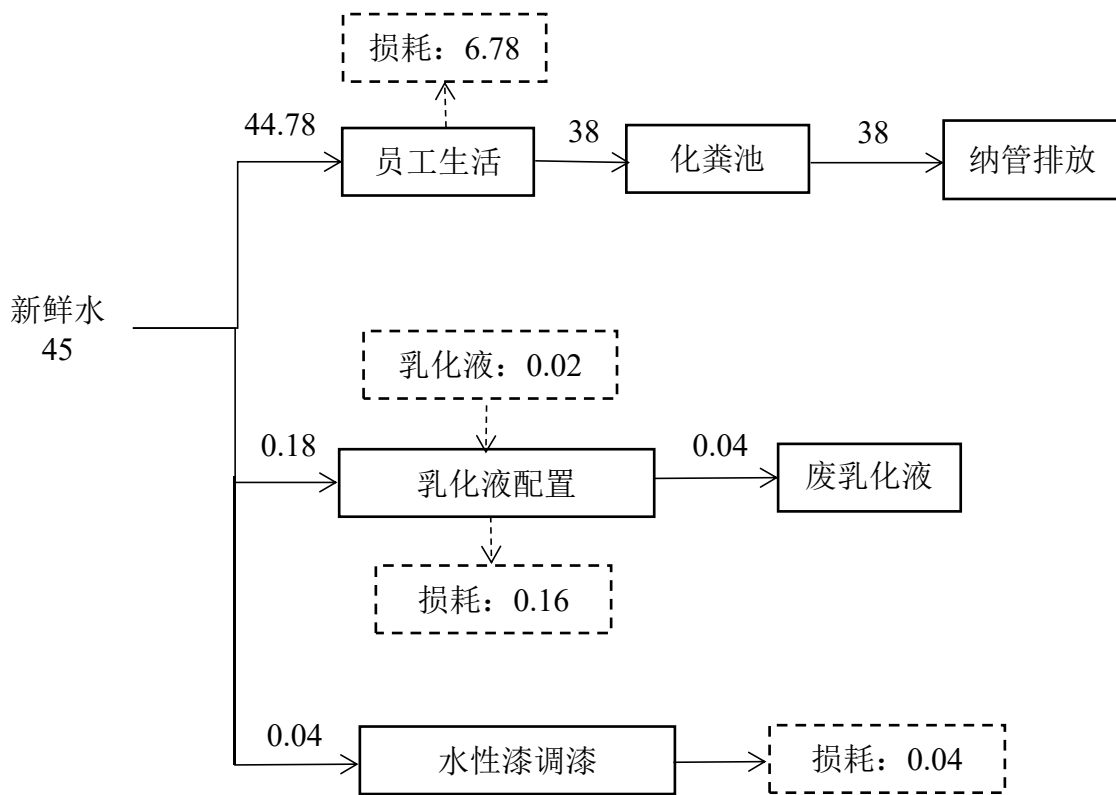 损耗：6.78
44.78
员工生活
38
化粪池
38
纳管排放
新鲜水
45
乳化液：0.02
0.18
乳化液配置
0.04
废乳化液
损耗：0.16
0.04
水性漆调漆
损耗：0.04